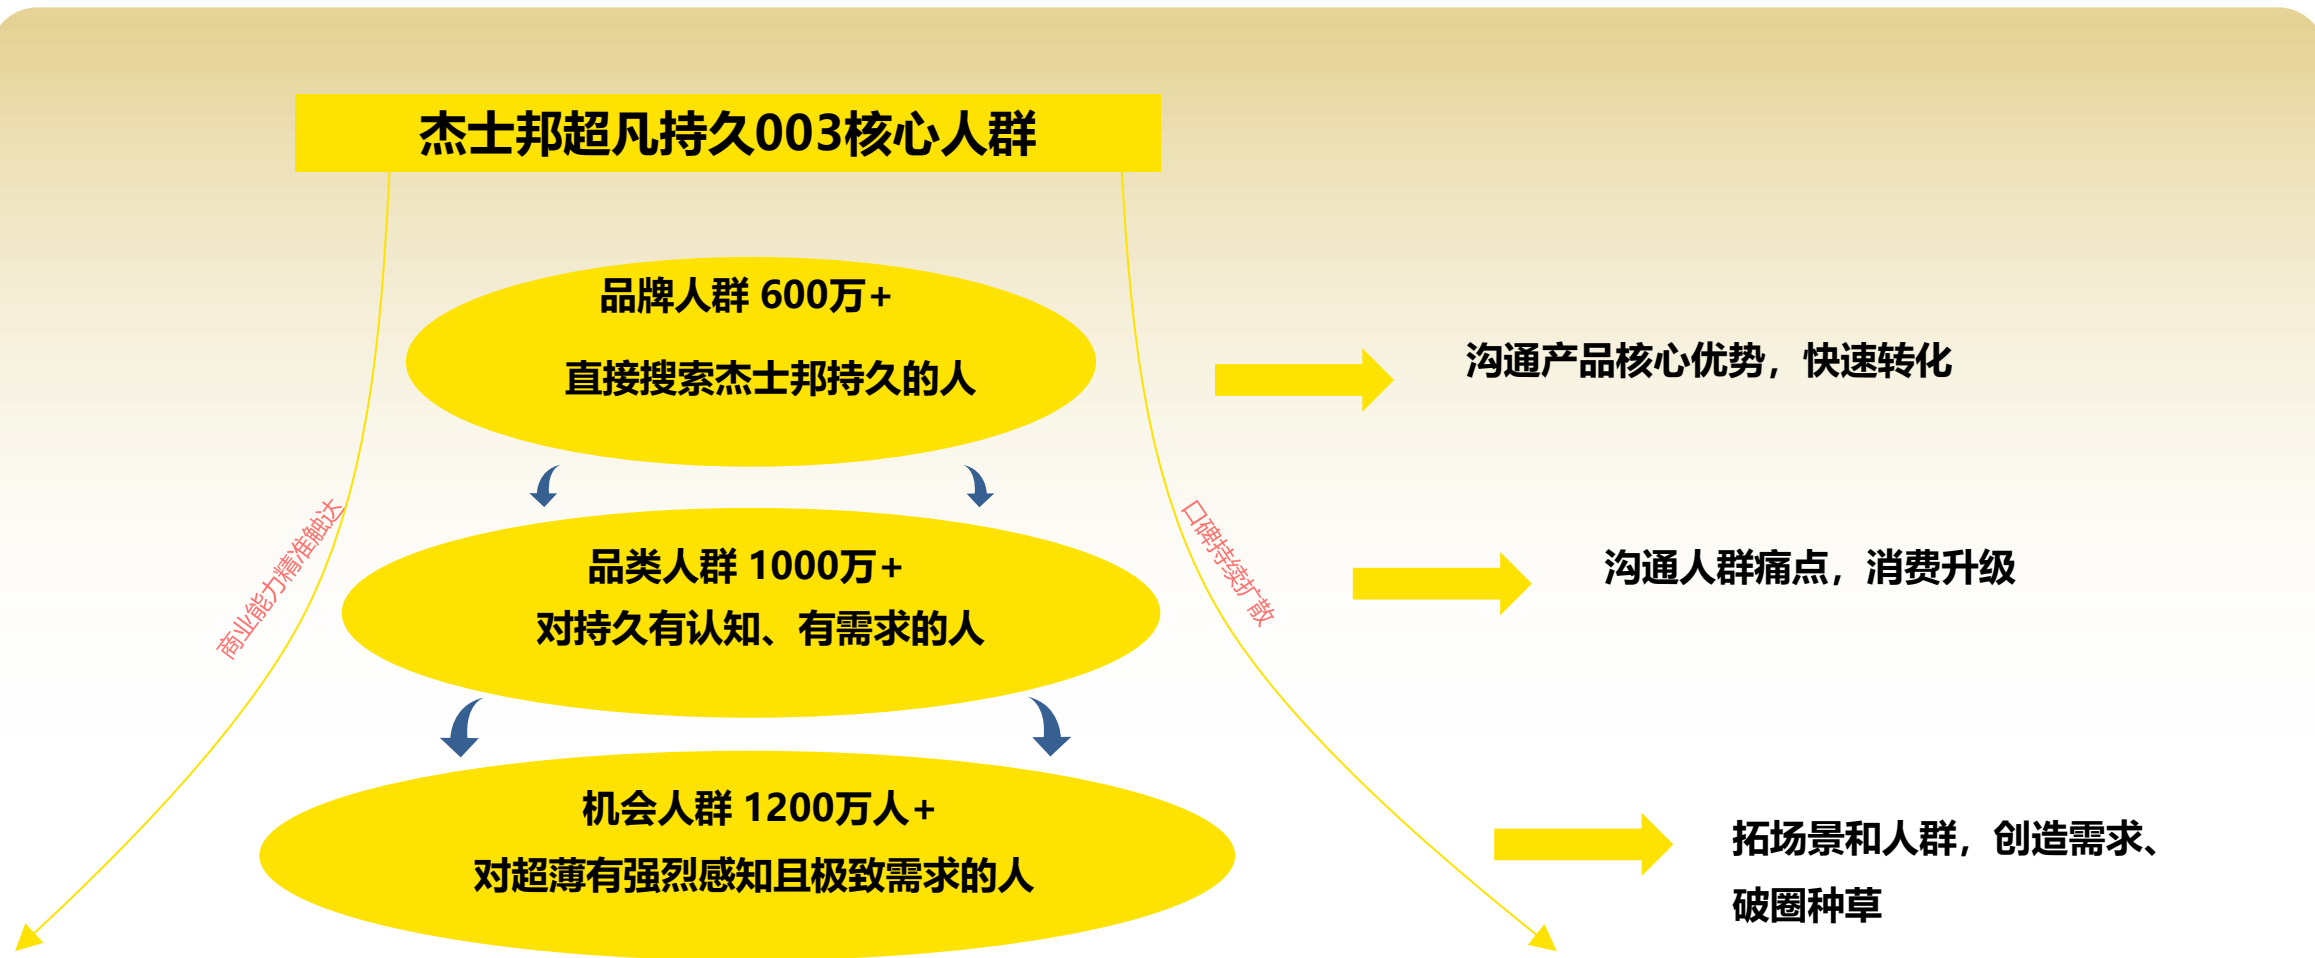 杰士邦超凡持久003核心人群
品牌人群 600万+
直接搜索杰士邦持久的人
沟通产品核心优势，快速转化
商业能力精准触达
口碑持续扩散
品类人群 1000万+
对持久有认知、有需求的人
沟通人群痛点，消费升级
机会人群 1200万人+
对超薄有强烈感知且极致需求的人
拓场景和人群，创造需求、
破圈种草